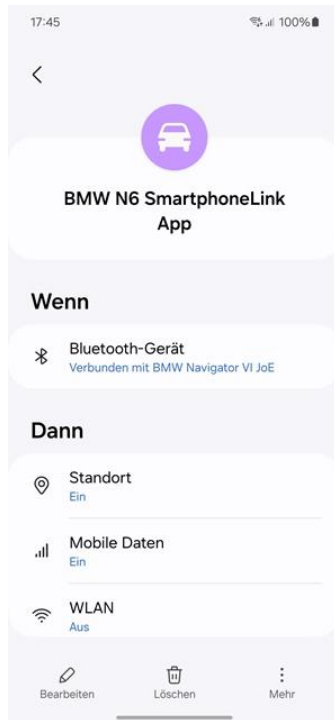 17:45 100%
BMW N6 SmartphoneLink
App
Wenn
Bluetooth-Gerät
Verbunden mit BMW Navigator VI JoE
Dann
Standort
Ein
Mobile Daten
Ein
WLAN
Aus
Bearbeiten Löschen Mehr